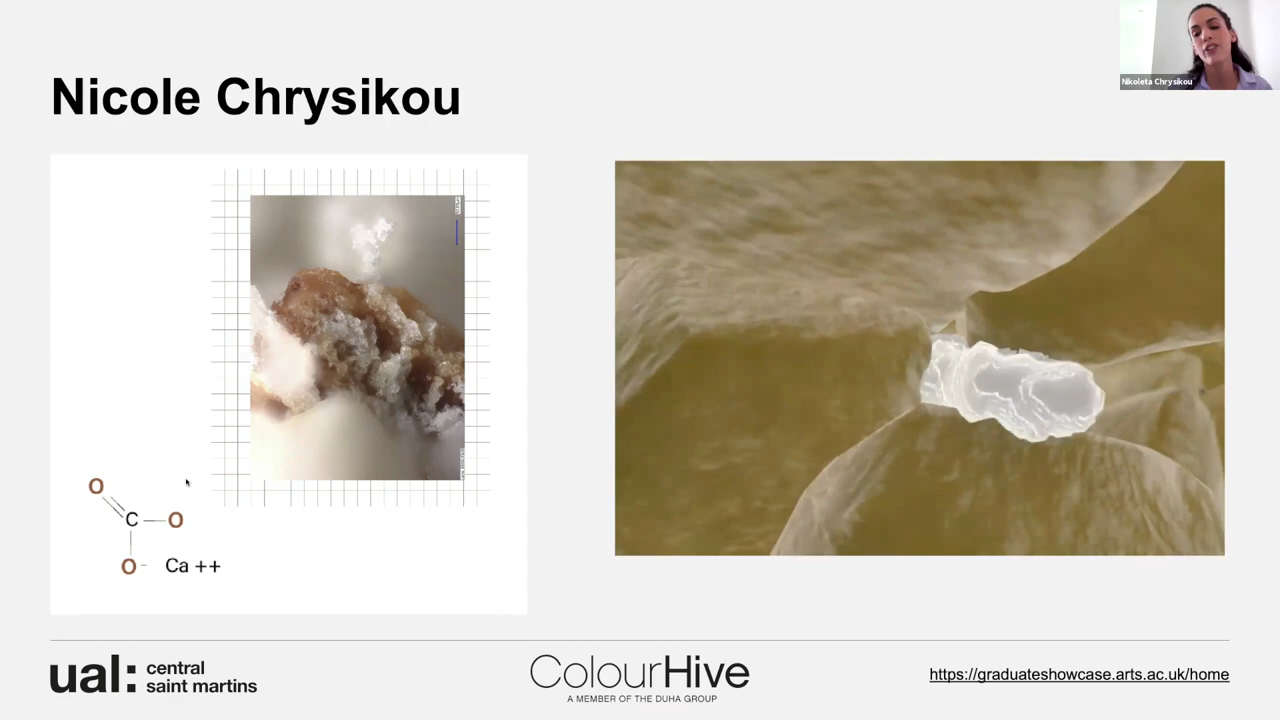 Nikoleta Chrysikou
Nicole Chrysikou
O
C
O
O -
Ca ++
ual:
central
saint martins
ColourHive
A MEMBER OF THE DUHA GROUP
https://graduateshowcase.arts.ac.uk/home